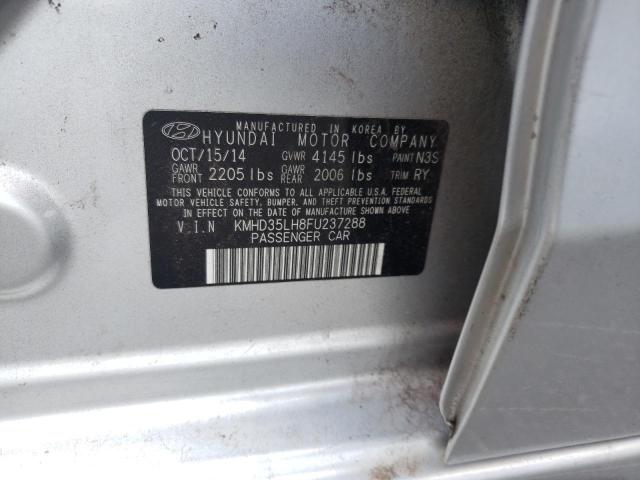 MANUFACTURED IN KOREA BY
HYUNDAI MOTOR COMPANY
OCT/15/14 GVWR 4145 lbs PAINT N3S
GAWR FRONT 2205 lbs GAWR REAR 2006 lbs TRIM RY
THIS VEHICLE CONFORMS TO ALL APPLICABLE U.S.A. FEDERAL
MOTOR VEHICLE SAFETY, BUMPER, AND THEFT PREVENTION STANDARDS
IN EFFECT ON THE DATE OF MANUFACTURE SHOWN ABOVE.
V.I.N KMHD35LH8FU237288
PASSENGER CAR